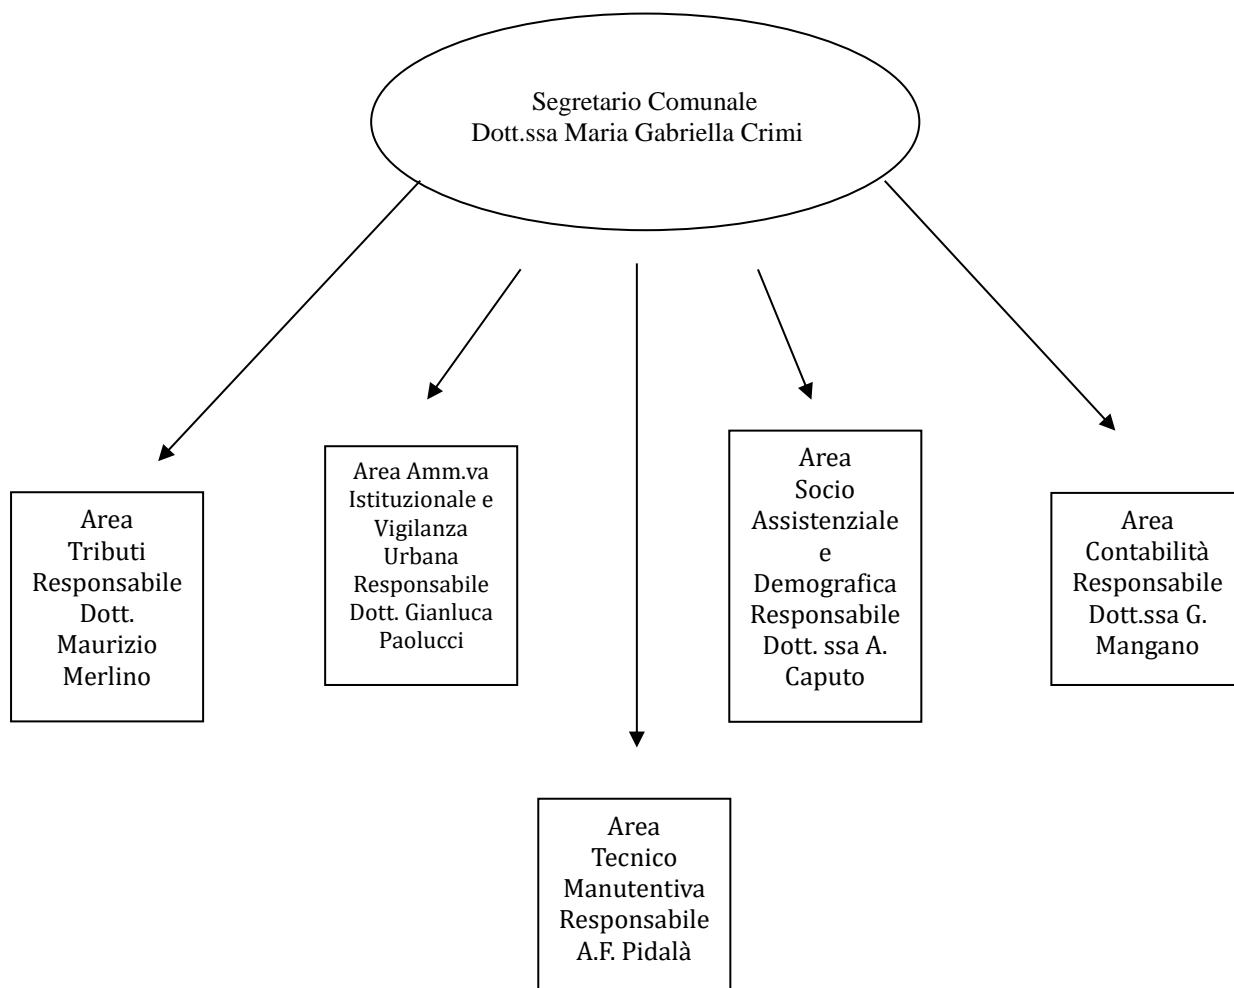 Segretario Comunale
Dott.ssa Maria Gabriella Crimi
Area
Tributi
Responsabile
Dott.
Maurizio
Merlino
Area Amm.va
Istituzionale e
Vigilanza
Urbana
Responsabile
Dott. Gianluca
Paolucci
Area
Socio
Assistenziale
e
Demografica
Responsabile
Dott. ssa A.
Caputo
Area
Contabilità
Responsabile
Dott.ssa G.
Mangano
Area
Tecnico
Manutentiva
Responsabile
A.F. Pidalà